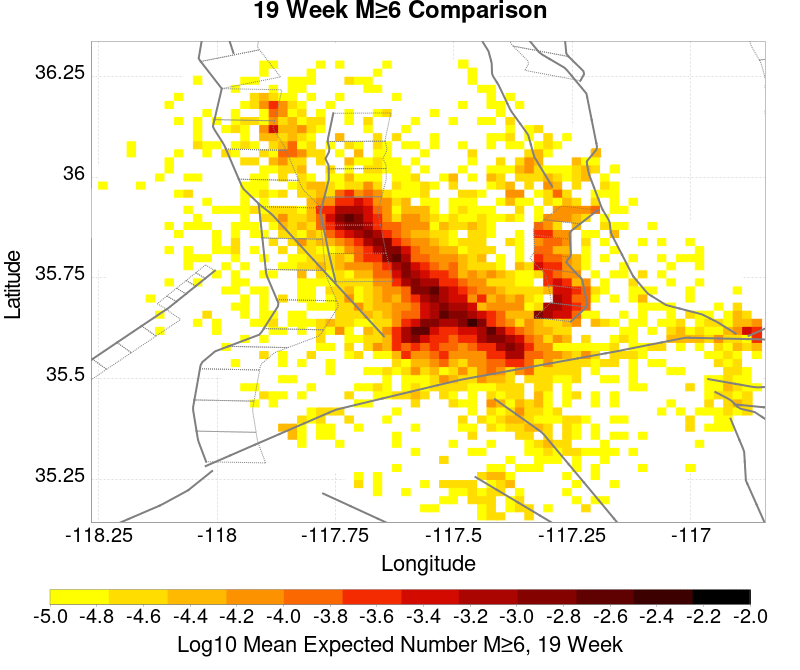 19 Week M≥6 Comparison
36.25
36
35.75
35.5
35.25
Latitude
-118.25 -118 -117.75 -117.5 -117.25 -117
Longitude
-5.0 -4.8 -4.6 -4.4 -4.2 -4.0 -3.8 -3.6 -3.4 -3.2 -3.0 -2.8 -2.6 -2.4 -2.2 -2.0
Log10 Mean Expected Number M≥6, 19 Week